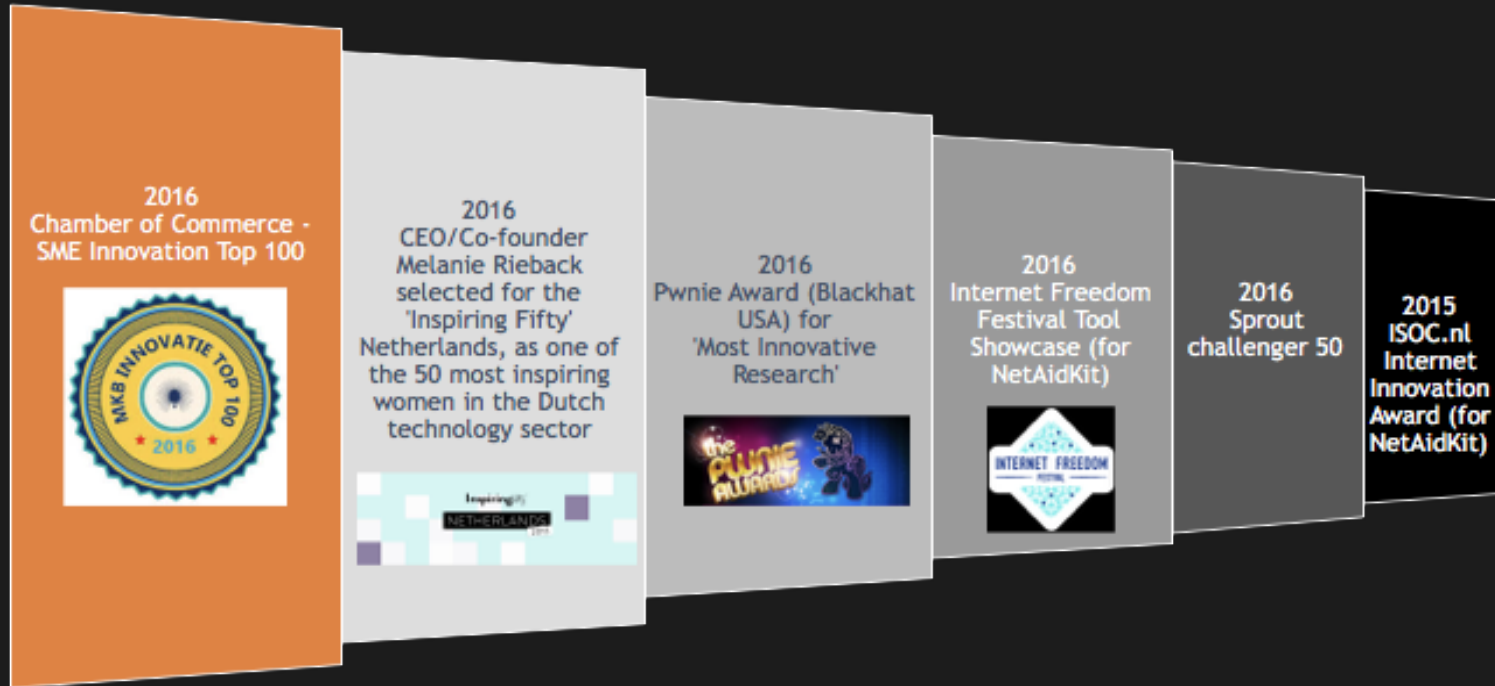 2016
Chamber of Commerce -
SME Innovation Top 100
MKB INNOVATIE TOP 100
2016
2016
CEO/Co-founder
Melanie Rieback
selected for the
'Inspiring Fifty'
Netherlands, as one of
the 50 most inspiring
women in the Dutch
technology sector
Inspiring
NETHERLANDS
2016
Pwnie Award (Blackhat
USA) for
'Most Innovative
Research'
the
PWNIE
AWARDS
2016
Internet Freedom
Festival Tool
Showcase (for
NetAidKit)
INTERNET FREEDOM
FESTIVAL
2016
Sprout
challenger 50
2015
ISOC.nl
Internet
Innovation
Award (for
NetAidKit)